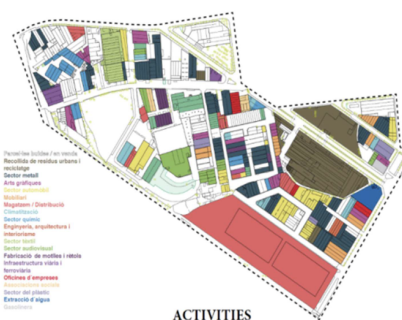 Parcel·les buides / en venda
Recollida de residus urbans i
reciclatge
Sector metall
Arts gràfiques
Sector automòbil
Mobiliari
Magatzem / Distribució
Climatització
Sector químic
Enginyeria, arquitectura i
interiorisme
Sector tèxtil
Sector audiovisual
Fabricació de motlles i rètols
Infraestructura viària i
ferroviària
Oficines d'empreses
Associacions socials
Sector del plàstic
Extracció d'aigua
ACTIVITIES